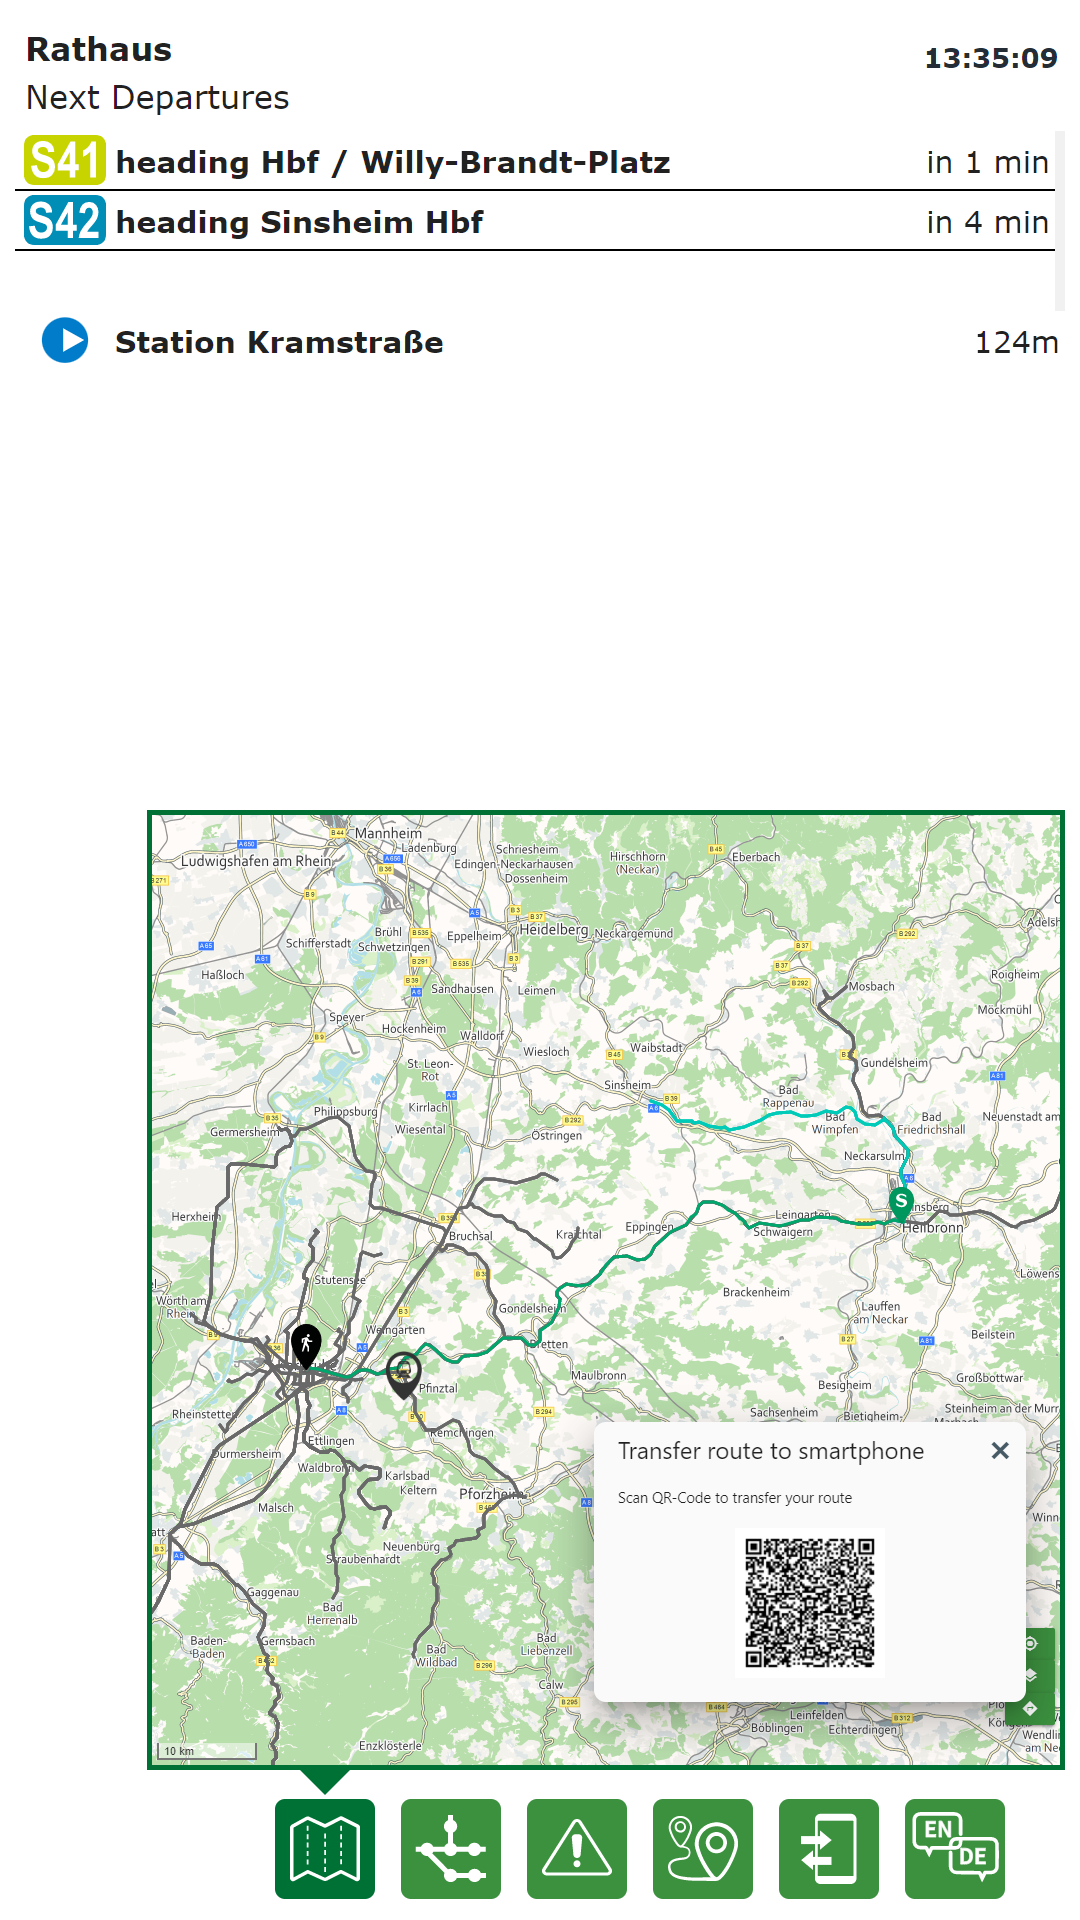 Rathaus
13:35:09
Next Departures
S41 heading Hbf / Willy-Brandt-Platz in 1 min
S42 heading Sinsheim Hbf in 4 min
Station Kramstraße 124m
Mannheim
Ladenburg
Ludwigshafen am Rhein
Schriesheim
Edingen-Neckarhausen
Dossenheim
Hirschhorn
(Neckar)
Eberbach
Brühl
Schwetzingen
Schifferstadt
Eppelheim
Heidelberg
Neckargemünd
Haßloch
Sandhausen
Leimen
Mosbach
Roigheim
Möckmühl
Speyer
Hockenheim
Walldorf
Wiesloch
Waibstadt
St. Leon-
Rot
Gundelsheim
Sinsheim
Bad
Rappenau
Philippsburg
Kirrlach
Germersheim
Wiesental
Östringen
Bad
Wimpfen
Bad
Friedrichshall
Neuenstadt am
Neckarsulm
Herxheim
Bruchsal
Kraichtal
Eppingen
Leingarten
Schwaigern
S
Heilbronn
Löwens
Stutensee
Wörth am
Rhein
Gondelsheim
Brackenheim
Lauffen
am Neckar
Weingarten
Bretten
Beilstein
Pfinztal
Maulbronn
Besigheim
Großbottwar
Rheinstetten
Sachsenheim
Bietigheim-
Steinheim an der Murr
Ettlingen
Remchingen
Durmersheim
Waldbronn
Karlsbad
Keltern
Pforzheim
Malsch
Neuenbürg
Straubenhardt
Gaggenau
Bad
Herrenalb
Baden-
Baden
Gernsbach
Bad
Wildbad
Bad
Liebenzell
Calw
Enzklösterle
Böblingen
Leinfelden
Echterdingen
Wendlin
am Nec
Transfer route to smartphone
Scan QR-Code to transfer your route
10 km
EN
DE